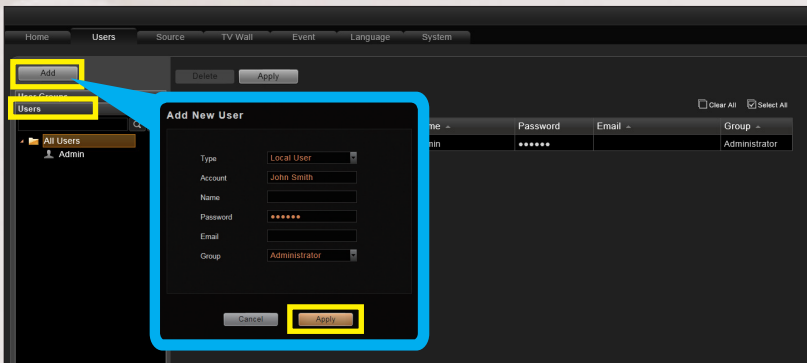 Home Users Source TV Wall Event Language System
Add Delete Apply
User Groups
Users
Clear All Select All
All Users
Admin
Add New User
Type Local User
Account John Smith
Name
Password ●●●●●●
Email
Group Administrator
Cancel Apply
me Password Email Group
min ●●●●●● Administrator